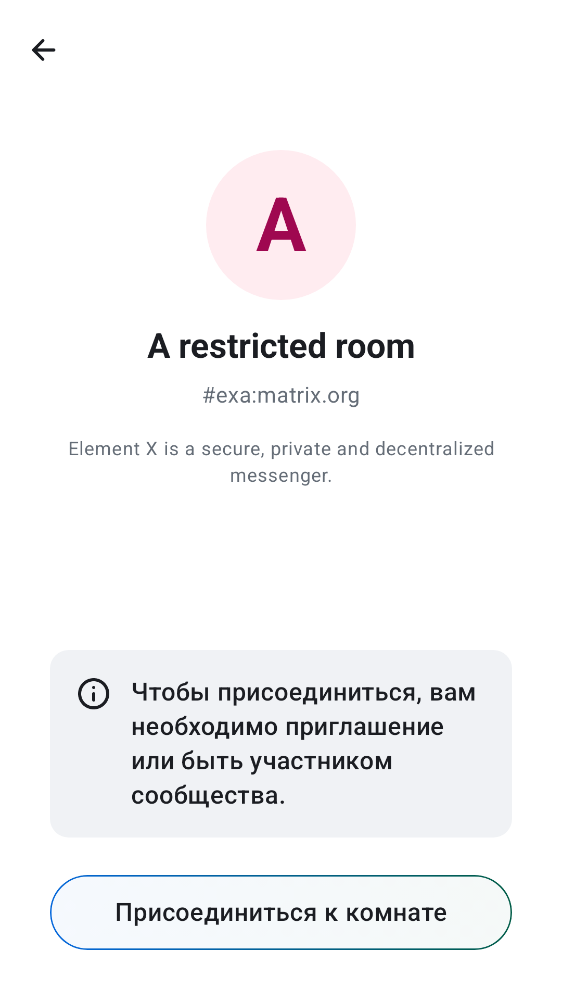 A
A restricted room
#exa:matrix.org
Element X is a secure, private and decentralized
messenger.
Чтобы присоединиться, вам
необходимо приглашение
или быть участником
сообщества.
Присоединиться к комнате